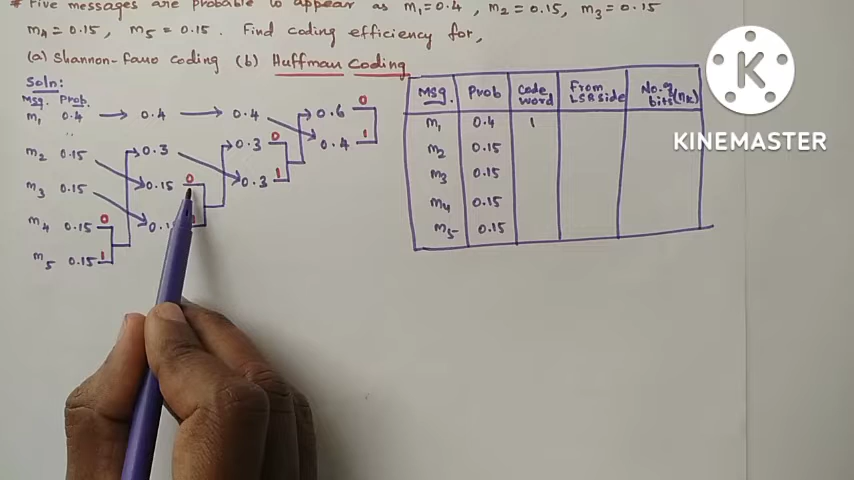 # Five messages are probable to appear as m₁=0.4, m₂=0.15, m₃=0.15
m₄=0.15, m₅=0.15. Find coding efficiency for,
(a) Shannon-Fano coding (b) Huffman Coding
Soln:
Msg. Prob.
m₁ 0.4 → 0.4 → 0.4 → 0.6 0
0.4 1
m₂ 0.15 0.3 0.3 0
m₃ 0.15 0.15 0 0.3 1
m₄ 0.15 0
m₅ 0.15 1
Msg. Prob Code word From LSR side No. of bits (nk)
m₁ 0.4 1
m₂ 0.15
m₃ 0.15
m₄ 0.15
m₅ 0.15
K
KINEMASTER